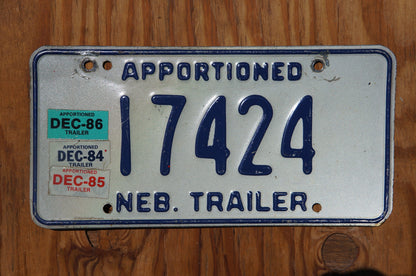 APPORTIONED
17424
APPORTIONED
DEC-86
TRAILER
APPORTIONED
DEC-84
TRAILER
APPORTIONED
DEC-85
TRAILER
NEB. TRAILER